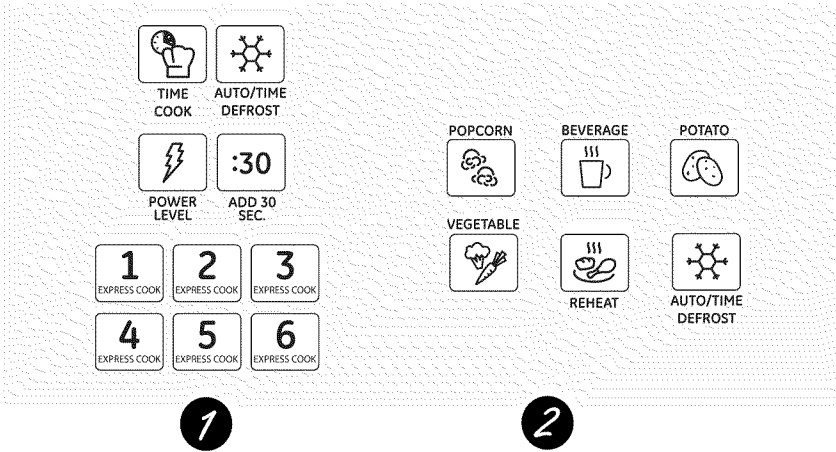 TIME
COOK
AUTO/TIME
DEFROST
:30
POWER
LEVEL
ADD 30
SEC.
1
EXPRESS COOK
2
EXPRESS COOK
3
EXPRESS COOK
4
EXPRESS COOK
5
EXPRESS COOK
6
EXPRESS COOK
1
POPCORN
BEVERAGE
POTATO
VEGETABLE
REHEAT
AUTO/TIME
DEFROST
2